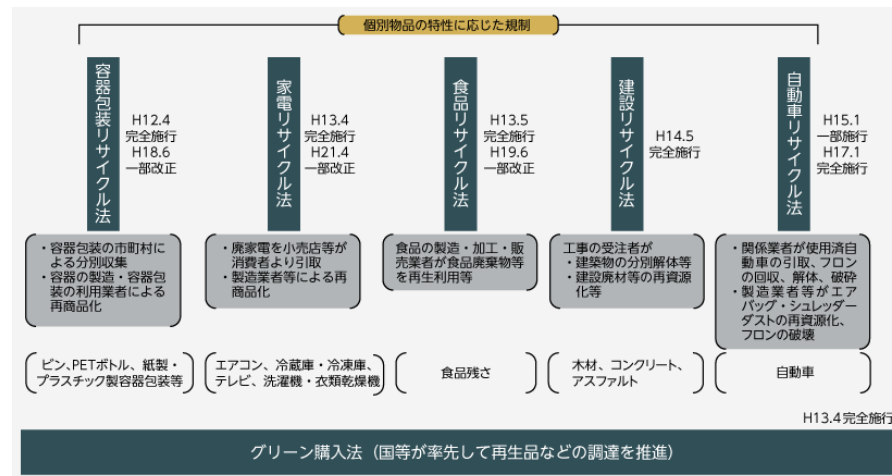 個別物品の特性に応じた規制
容器包装リサイクル法
H12.4
完全施行
H18.6
一部改正
・容器包装の市町村
による分別収集
・容器の製造・容器包
装の利用業者による
再商品化
ビン、PETボトル、紙製・
プラスチック製容器包装等
家電リサイクル法
H13.4
完全施行
H21.4
一部改正
・廃家電を小売店等が
消費者より引取
・製造業者等による再
商品化
エアコン、冷蔵庫・冷凍庫、
テレビ、洗濯機・衣類乾燥機
食品リサイクル法
H13.5
完全施行
H19.6
一部改正
食品の製造・加工・販
売業者が食品廃棄物等
を再生利用等
食品残さ
建設リサイクル法
H14.5
完全施行
工事の受注者が
・建築物の分別解体等
・建設廃材等の再資源
化等
木材、コンクリート、
アスファルト
自動車リサイクル法
H15.1
一部施行
H17.1
完全施行
・関係業者が使用済自
動車の引取、フロン
の回収、解体、破砕
・製造業者等がエア
バッグ・シュレッダー
ダストの再資源化、
フロンの破壊
自動車
H13.4完全施行
グリーン購入法（国等が率先して再生品などの調達を推進）